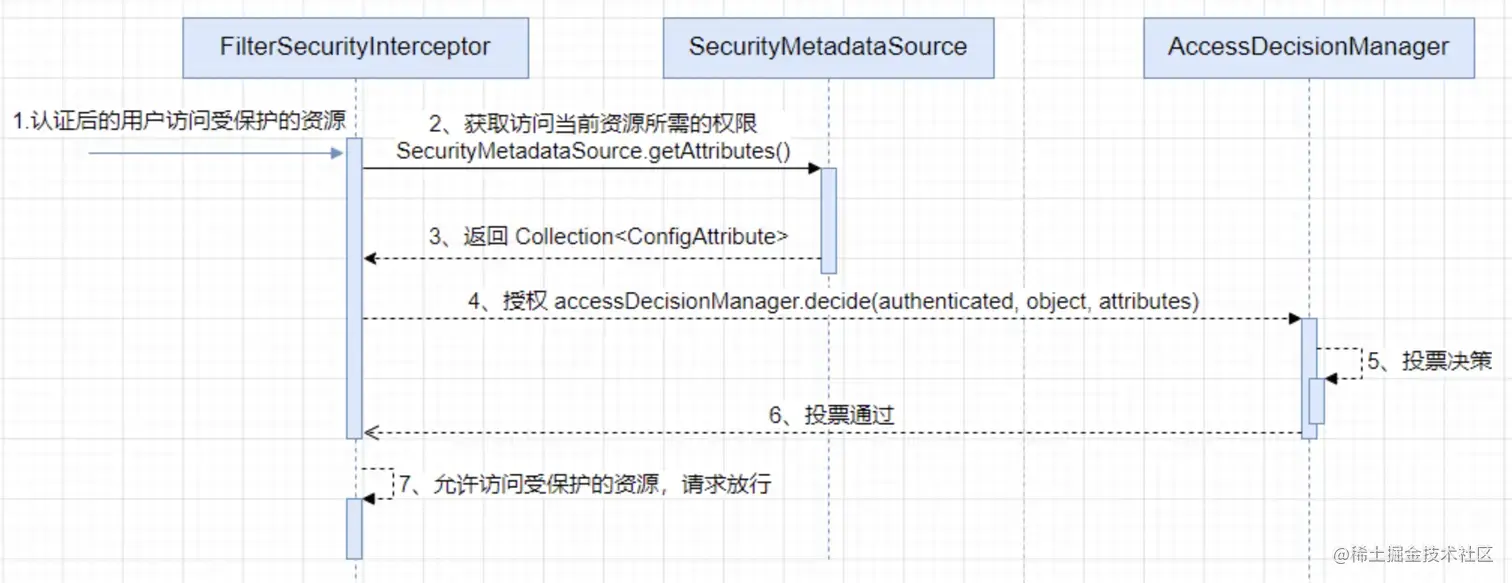 FilterSecurityInterceptor
SecurityMetadataSource
AccessDecisionManager
1.认证后的用户访问受保护的资源
2、获取访问当前资源所需的权限
SecurityMetadataSource.getAttributes()
3、返回 Collection<ConfigAttribute>
4、授权 accessDecisionManager.decide(authenticated, object, attributes)
5、投票决策
6、投票通过
7、允许访问受保护的资源，请求放行
@稀土掘金技术社区